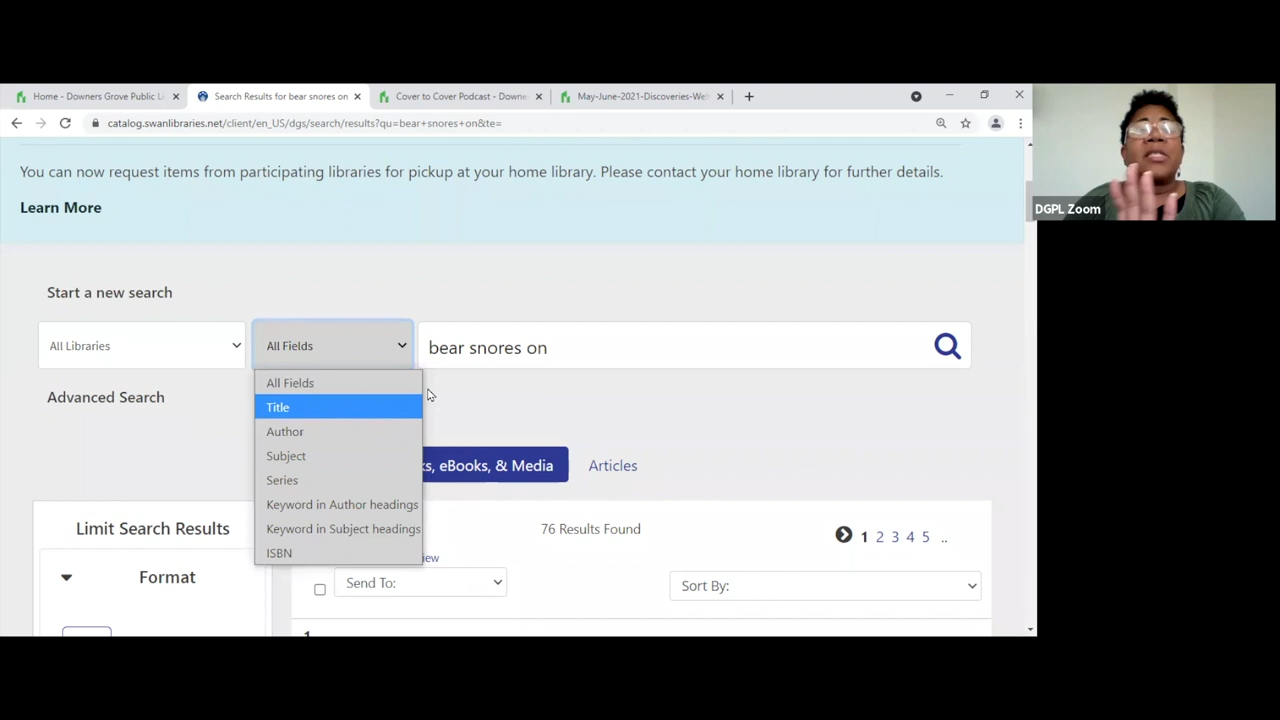 Home - Downers Grove Public Li
Search Results for bear snores on
Cover to Cover Podcast - Downe
May-June-2021-Discoveries-Web
catalog.swanlibraries.net/client/en_US/dgs/search/results?qu=bear+snores+on&te=
You can now request items from participating libraries for pickup at your home library. Please contact your home library for further details.
Learn More
DGPL Zoom
Start a new search
All Libraries
All Fields
bear snores on
Advanced Search
All Fields
Title
Author
Subject
Series
Keyword in Author headings
Keyword in Subject headings
ISBN
ks, eBooks, & Media
Articles
Limit Search Results
76 Results Found
1 2 3 4 5 ..
iew
Format
Send To:
Sort By: